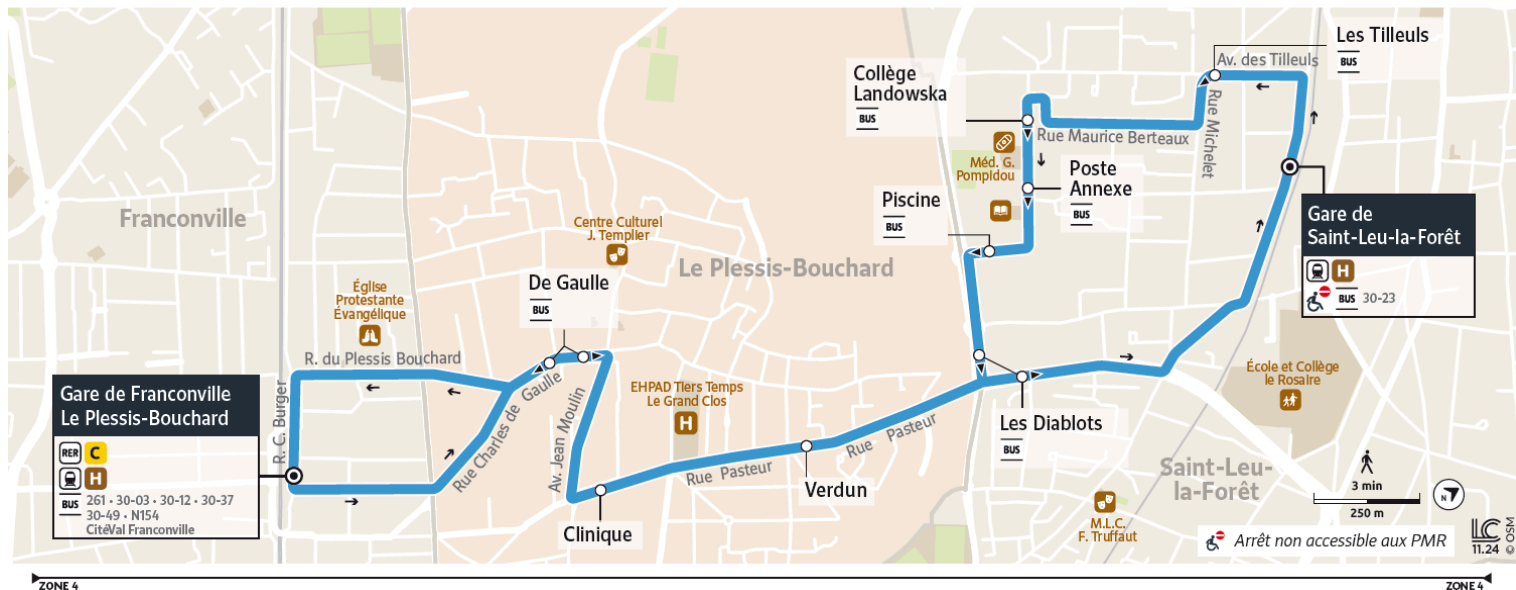 Les Tilleuls
BUS
Av. des Tilleuls
Collège
Landowska
BUS
Rue Michelet
Rue Maurice Berteaux
Méd. G.
Pompidou
Poste
Annexe
BUS
Piscine
BUS
Franconville
Centre Culturel
J. Templier
Le Plessis-Bouchard
Gare de
Saint-Leu-la-Forêt
H
BUS 30-23
De Gaulle
BUS
Église
Protestante
Évangélique
R. du Plessis Bouchard
Gare de Franconville
Le Plessis-Bouchard
RER C
H
BUS 261 • 30-03 • 30-12 • 30-37
30-49 • N154
CitéVal Franconville
R. C. Burger
Rue Charles de Gaulle
Av. Jean Moulin
EHPAD Tiers Temps
Le Grand Clos
H
École et Collège
le Rosaire
Les Diablots
BUS
Rue Pasteur
Rue Pasteur
Verdun
Clinique
Saint-Leu-
la-Forêt
M.L.C.
F. Truffaut
3 min
250 m
N
Arrêt non accessible aux PMR
LC
11.24
© OSM
ZONE 4
ZONE 4